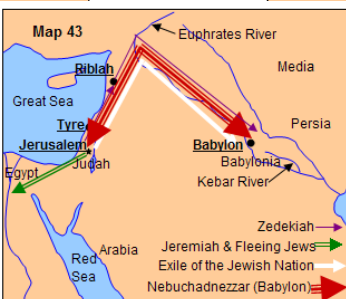 Map 43
Euphrates River
Riblah
Media
Great Sea
Tyre
Persia
Jerusalem
Babylon
Judah
Babylonia
Egypt
Kebar River
Zedekiah
Jeremiah & Fleeing Jews
Arabia
Exile of the Jewish Nation
Red
Sea
Nebuchadnezzar (Babylon)